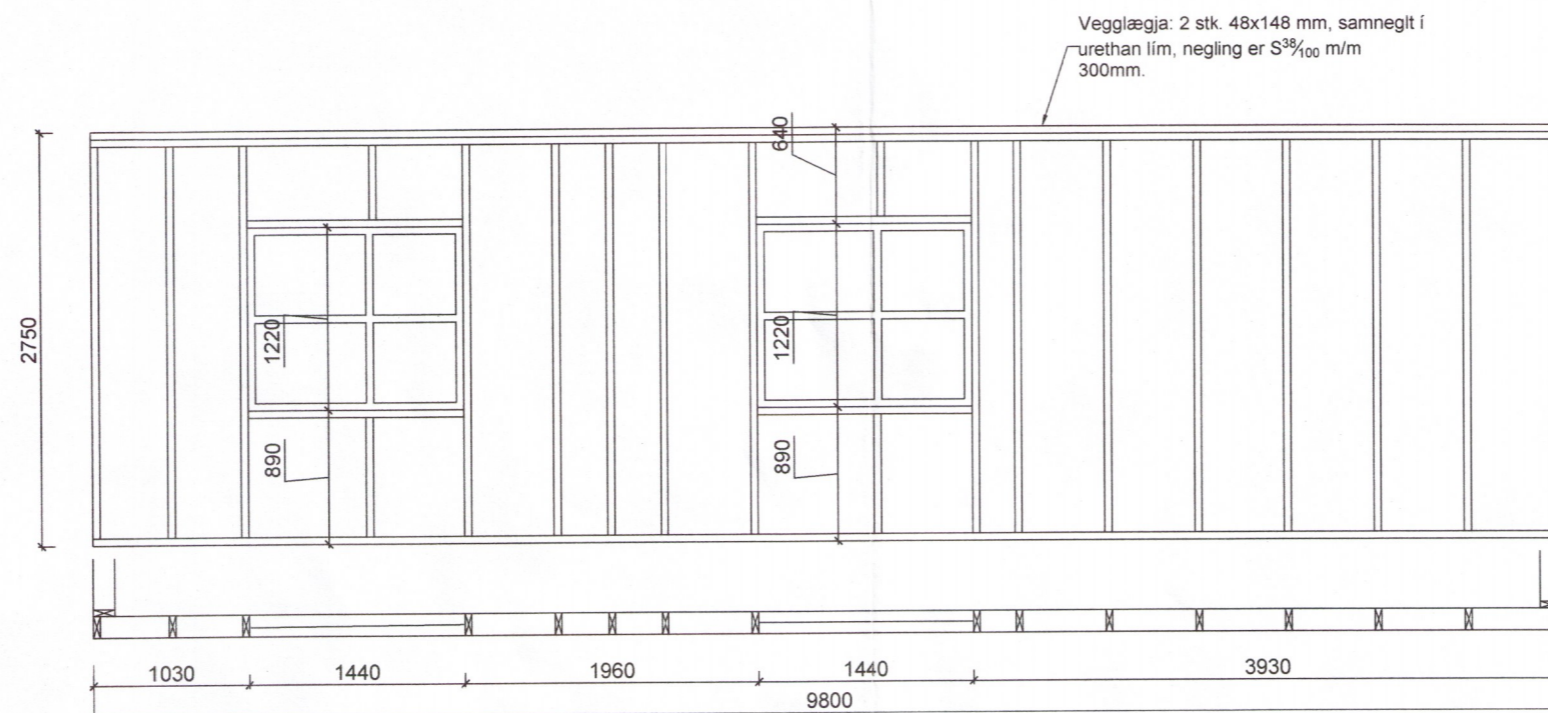 Vegglægja: 2 stk. 48x148 mm, samneglt í
urethan lím, negling er S38/100 m/m
300mm.
640
2750
1220
1220
890
890
1030 1440 1960 1440 3930
9800